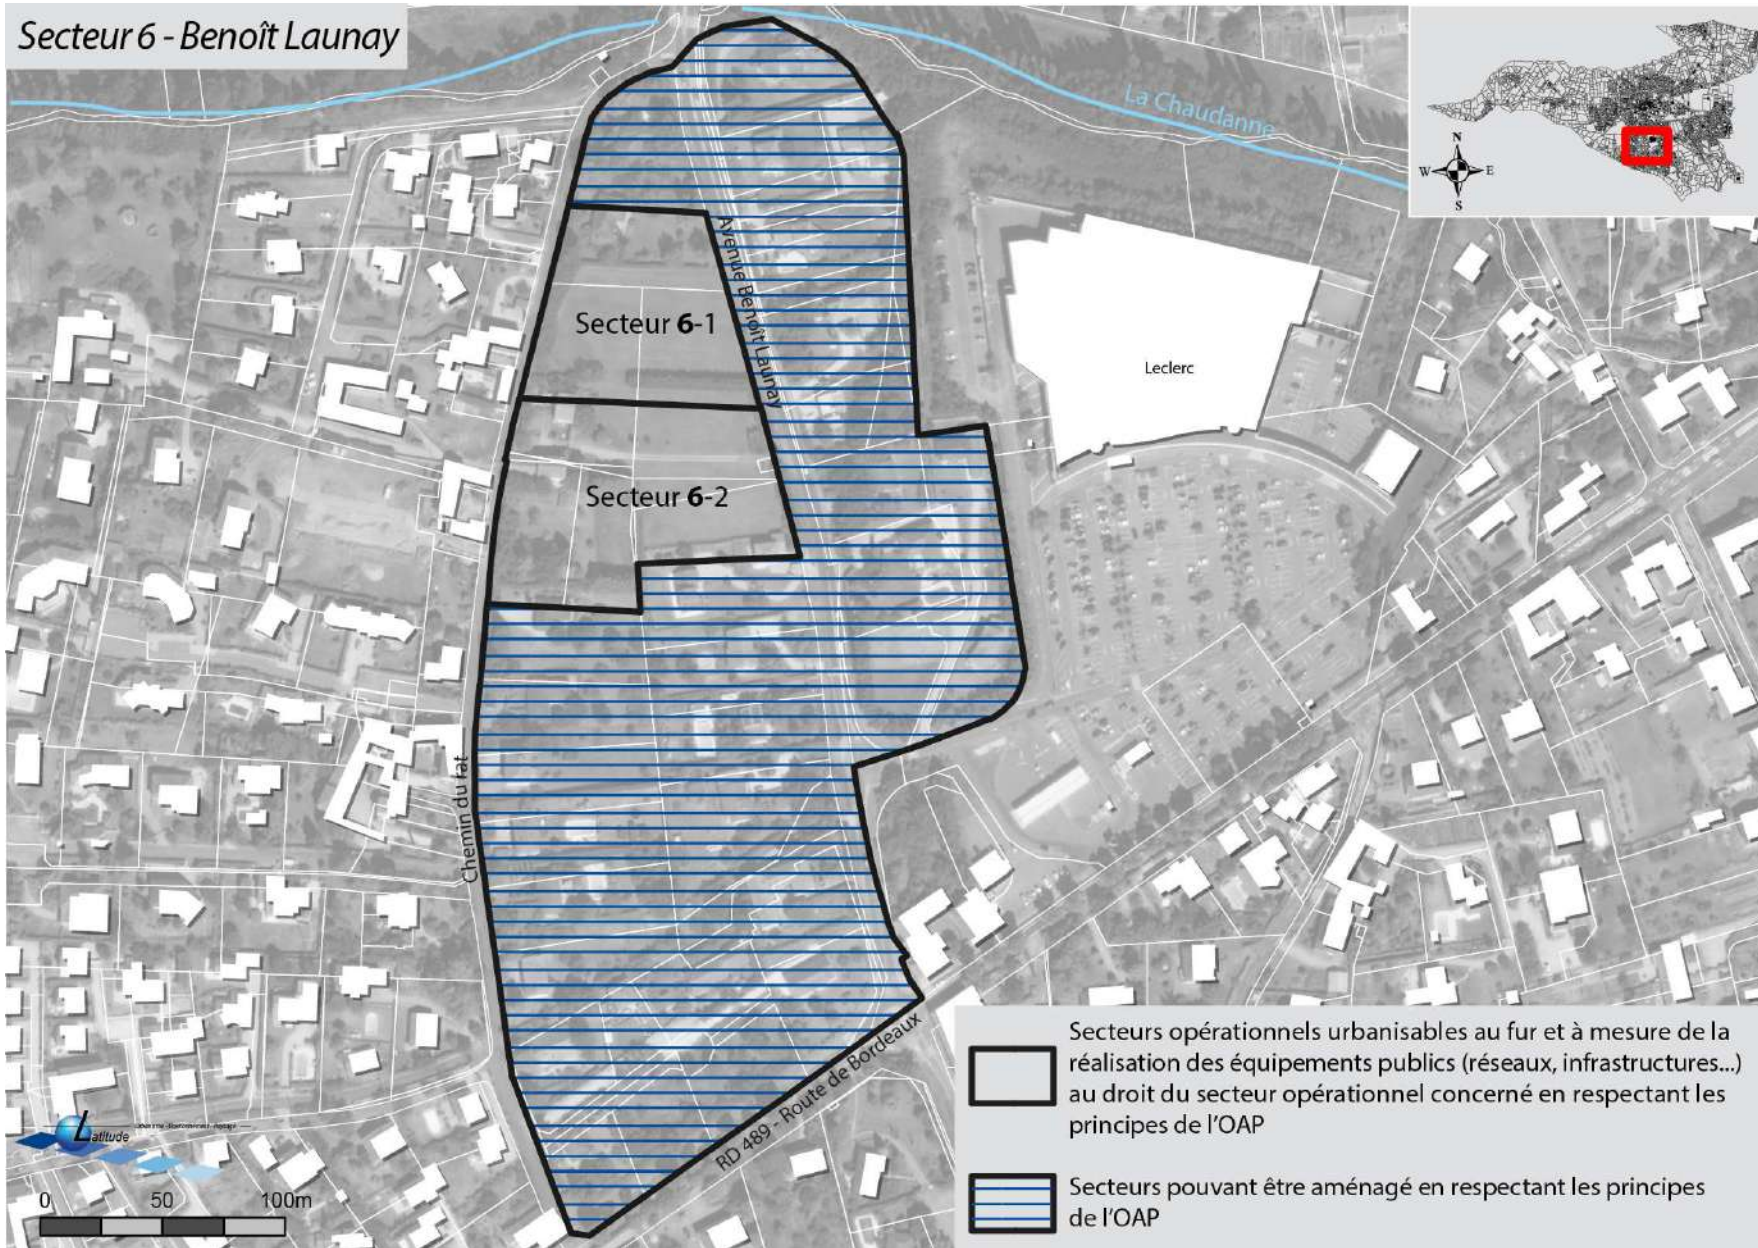 Secteur 6 - Benoît Launay
La Chaudanne
N
W
E
S
Avenue Benoît Launay
Secteur 6-1
Leclerc
Secteur 6-2
Chemin du rat
RD 489 - Route de Bordeaux
Secteurs opérationnels urbanisables au fur et à mesure de la
réalisation des équipements publics (réseaux, infrastructures...)
au droit du secteur opérationnel concerné en respectant les
principes de l'OAP
Secteurs pouvant être aménagé en respectant les principes
de l'OAP
Latitude
0 50 100m